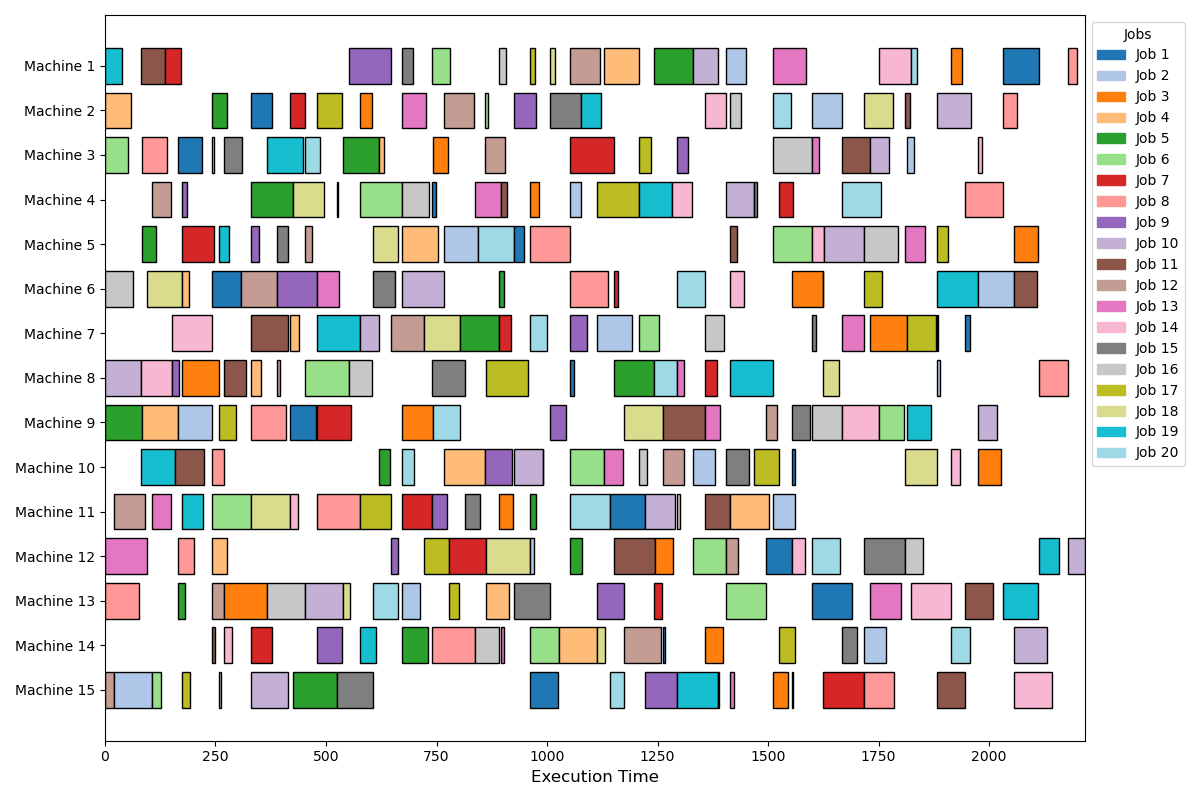 Machine 1
Machine 2
Machine 3
Machine 4
Machine 5
Machine 6
Machine 7
Machine 8
Machine 9
Machine 10
Machine 11
Machine 12
Machine 13
Machine 14
Machine 15
0 250 500 750 1000 1250 1500 1750 2000
Execution Time
Jobs
Job 1
Job 2
Job 3
Job 4
Job 5
Job 6
Job 7
Job 8
Job 9
Job 10
Job 11
Job 12
Job 13
Job 14
Job 15
Job 16
Job 17
Job 18
Job 19
Job 20